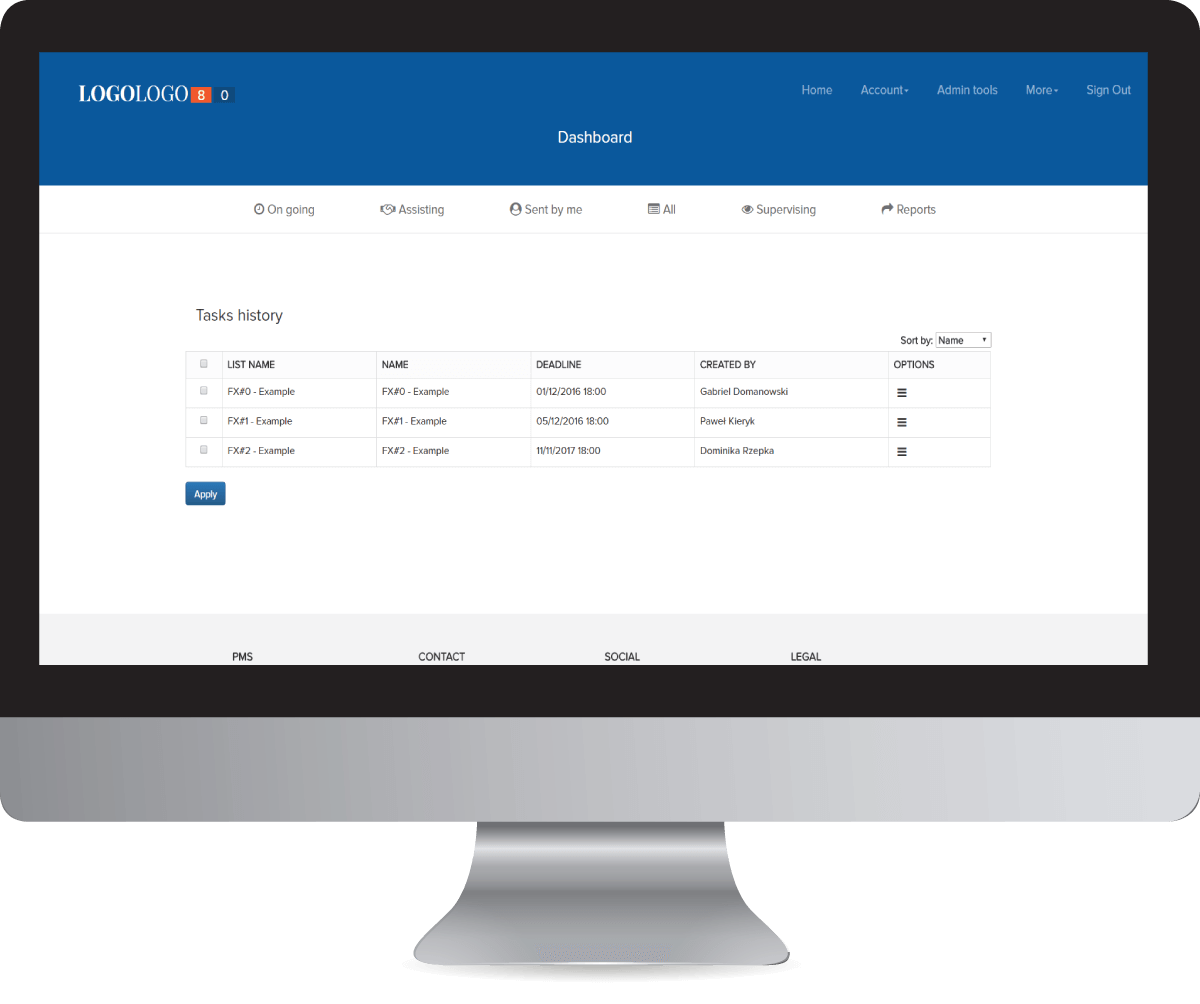 LOGOLOGO 8 0
Home Account Admin tools More Sign Out
Dashboard
On going Assisting Sent by me All Supervising Reports
Tasks history
Sort by: Name
LIST NAME NAME DEADLINE CREATED BY OPTIONS
FX#0 - Example FX#0 - Example 01/12/2016 18:00 Gabriel Domanowski
FX#1 - Example FX#1 - Example 05/12/2016 18:00 Paweł Kieryk
FX#2 - Example FX#2 - Example 11/11/2017 18:00 Dominika Rzepka
Apply
PMS CONTACT SOCIAL LEGAL